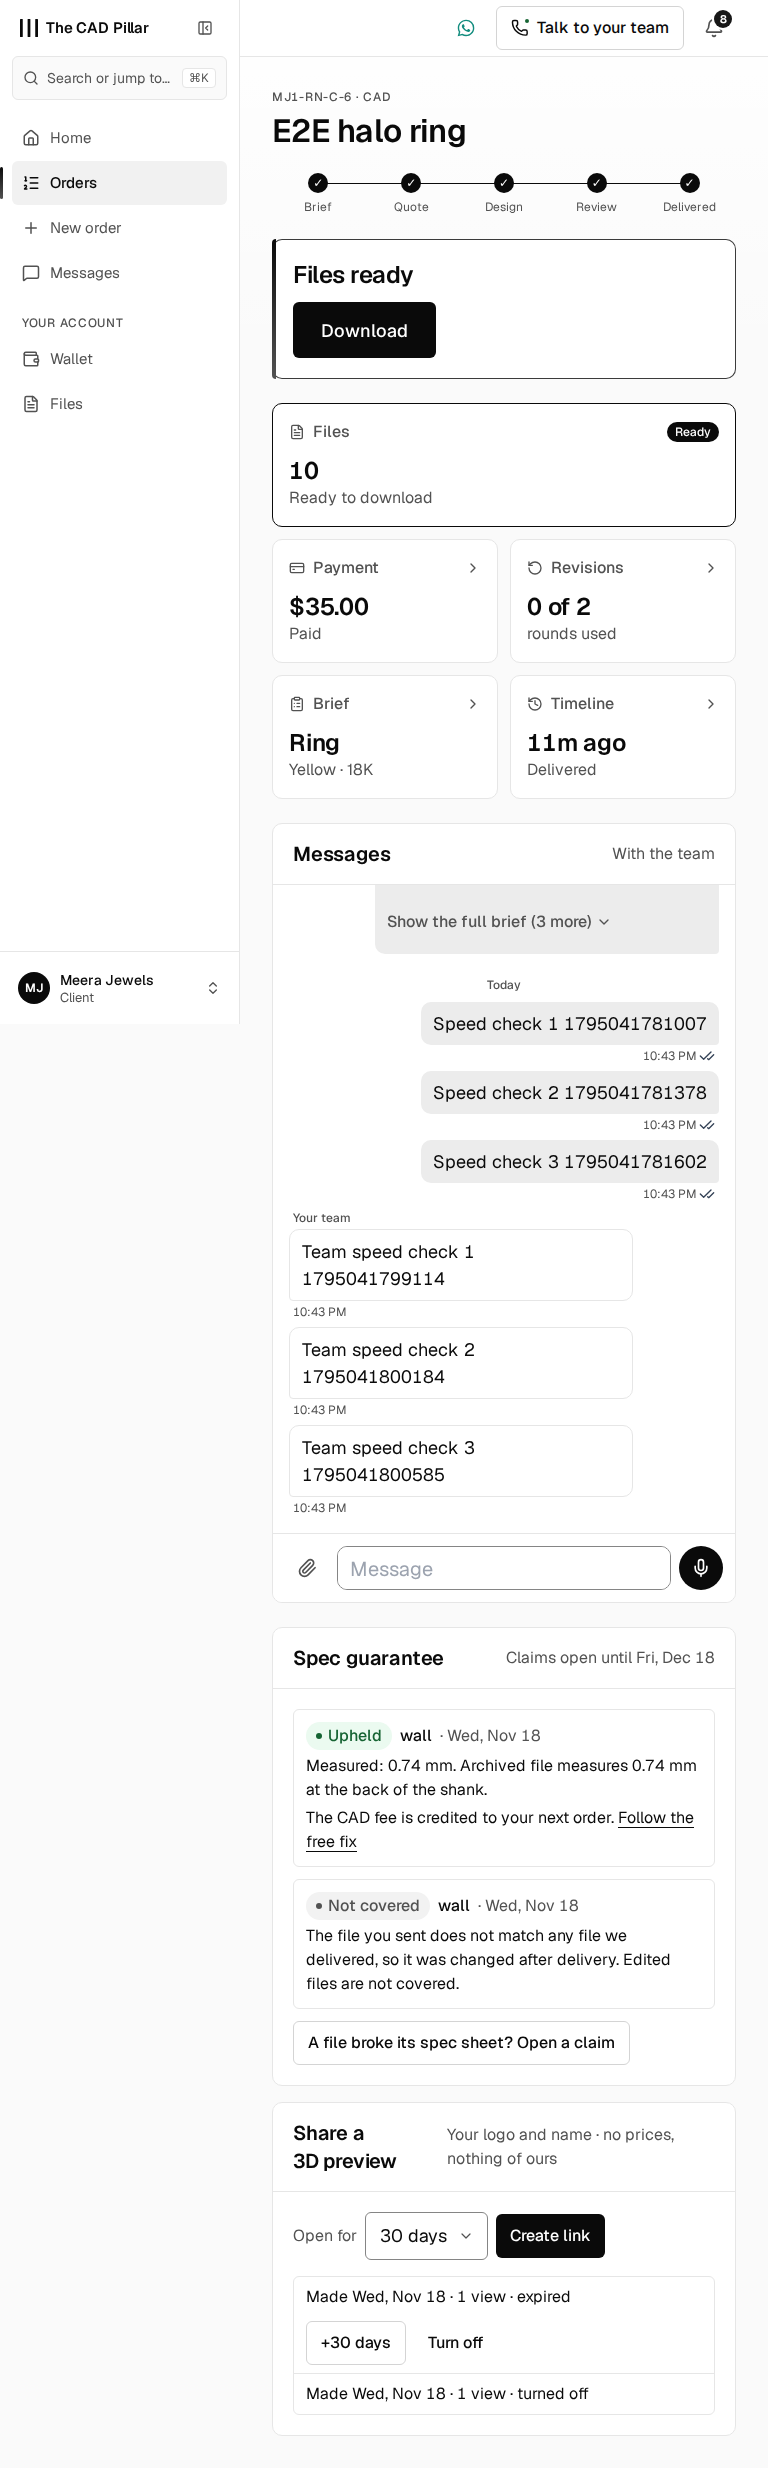 The CAD Pillar
Search or jump to... ⌘K
Home
Orders
New order
Messages
YOUR ACCOUNT
Wallet
Files
MJ
Meera Jewels
Client
Talk to your team
8
MJ1-RN-C-6 · CAD
E2E halo ring
Brief
Quote
Design
Review
Delivered
Files ready
Download
Files
Ready
10
Ready to download
Payment
$35.00
Paid
Revisions
0 of 2
rounds used
Brief
Ring
Yellow · 18K
Timeline
11m ago
Delivered
Messages
With the team
Show the full brief (3 more)
Today
Speed check 1 1795041781007
10:43 PM
Speed check 2 1795041781378
10:43 PM
Speed check 3 1795041781602
10:43 PM
Your team
Team speed check 1
1795041799114
10:43 PM
Team speed check 2
1795041800184
10:43 PM
Team speed check 3
1795041800585
10:43 PM
Message
Spec guarantee
Claims open until Fri, Dec 18
Upheld wall · Wed, Nov 18
Measured: 0.74 mm. Archived file measures 0.74 mm
at the back of the shank.
The CAD fee is credited to your next order. Follow the
free fix
Not covered wall · Wed, Nov 18
The file you sent does not match any file we
delivered, so it was changed after delivery. Edited
files are not covered.
A file broke its spec sheet? Open a claim
Share a
3D preview
Your logo and name · no prices,
nothing of ours
Open for
30 days
Create link
Made Wed, Nov 18 · 1 view · expired
+30 days
Turn off
Made Wed, Nov 18 · 1 view · turned off